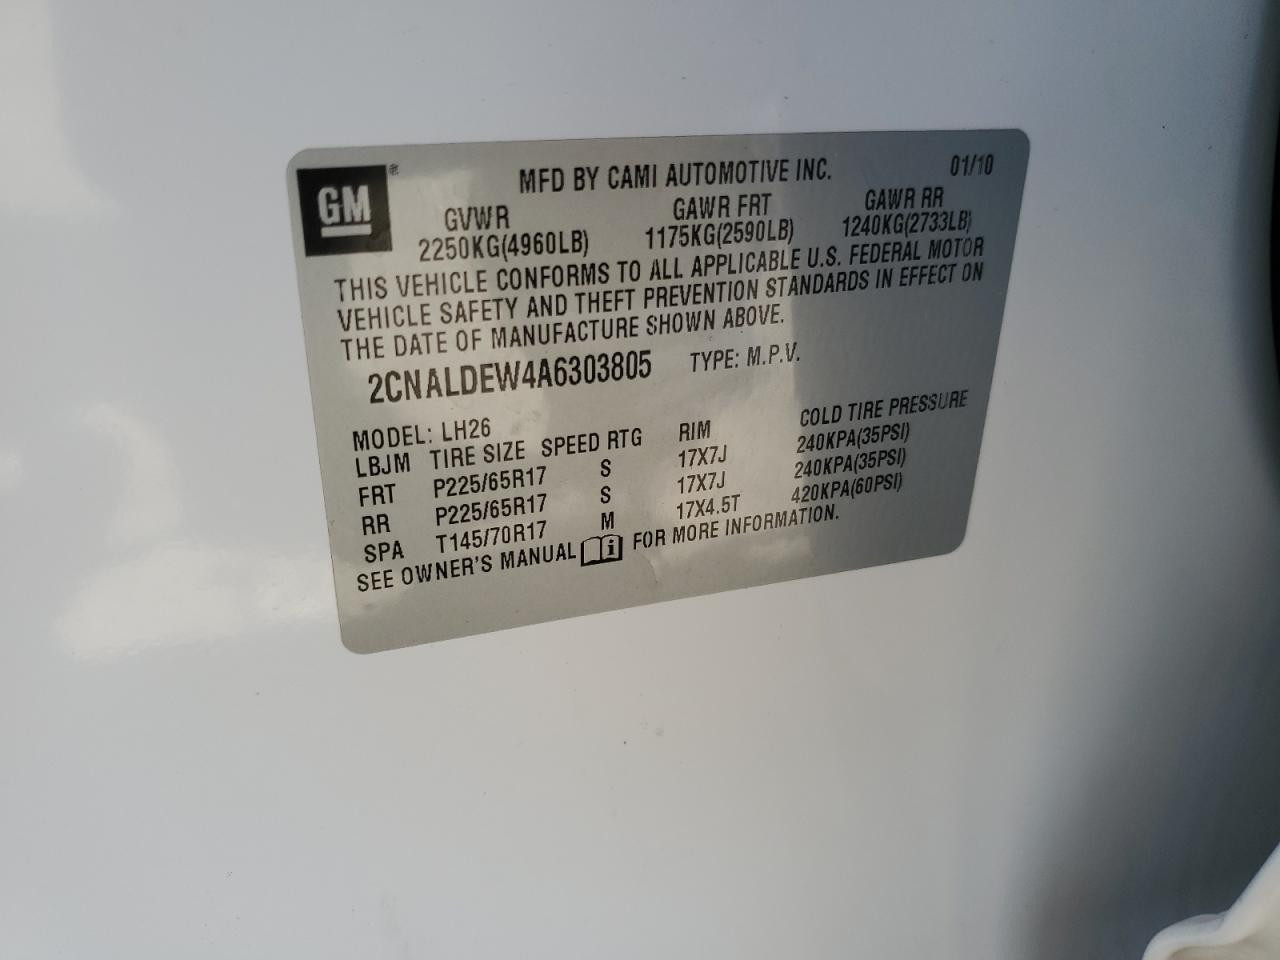 GM ®
MFD BY CAMI AUTOMOTIVE INC. 01/10
GVWR GAWR FRT GAWR RR
2250KG(4960LB) 1175KG(2590LB) 1240KG(2733LB)
THIS VEHICLE CONFORMS TO ALL APPLICABLE U.S. FEDERAL MOTOR
VEHICLE SAFETY AND THEFT PREVENTION STANDARDS IN EFFECT ON
THE DATE OF MANUFACTURE SHOWN ABOVE.
2CNALDEW4A6303805 TYPE: M.P.V.
MODEL: LH26
LBJM TIRE SIZE SPEED RTG RIM COLD TIRE PRESSURE
FRT P225/65R17 S 17X7J 240KPA(35PSI)
RR P225/65R17 S 17X7J 240KPA(35PSI)
SPA T145/70R17 M 17X4.5T 420KPA(60PSI)
SEE OWNER'S MANUAL i FOR MORE INFORMATION.